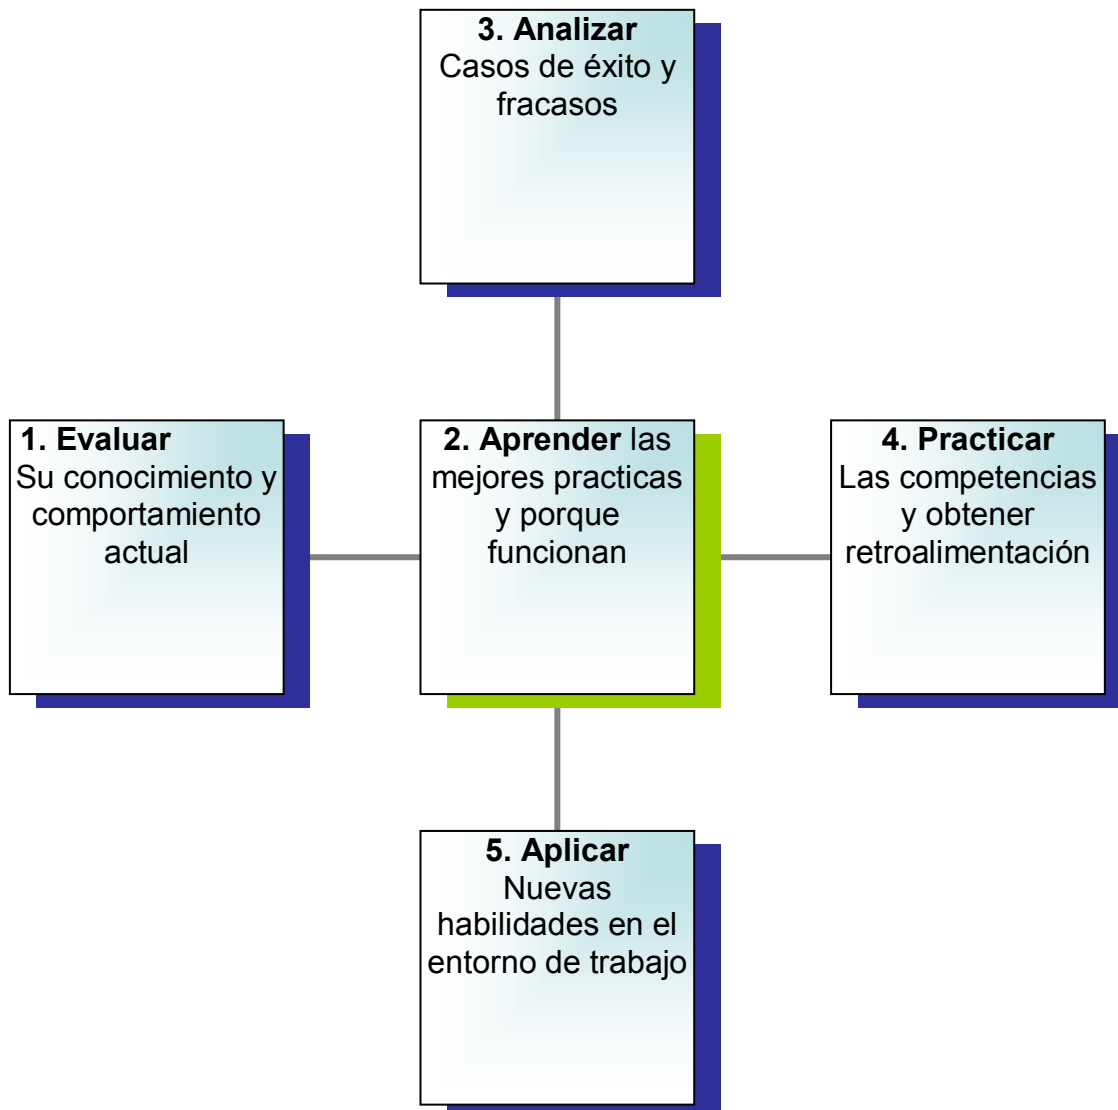 3. Analizar
Casos de éxito y
fracasos
1. Evaluar
Su conocimiento y
comportamiento
actual
2. Aprender las
mejores practicas
y porque
funcionan
4. Practicar
Las competencias
y obtener
retroalimentación
5. Aplicar
Nuevas
habilidades en el
entorno de trabajo